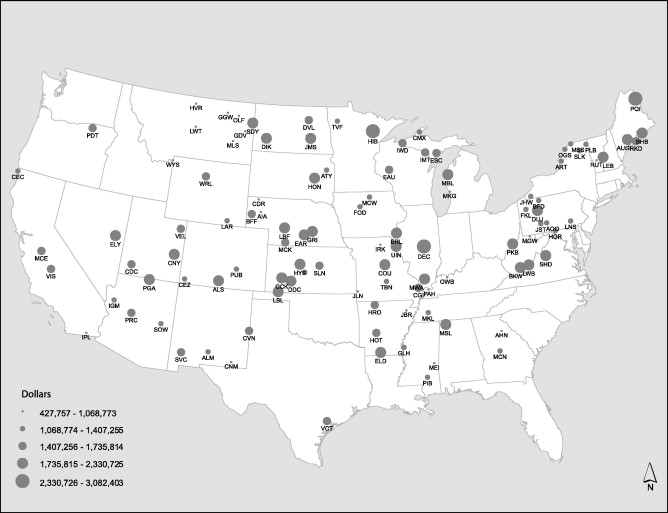 PQI
HVR
GGW
OLF
DVL
TVF
CMX
BHB
PDT
LWT
GDV
SDY
HIB
AUG
RKD
MLS
DIK
JMS
IWD
OGS
MSS
PLB
SLK
IMT
ESC
ART
RUT
LEB
WYS
CEC
WRL
HON
ATY
EAU
MBL
MKG
CDR
MCW
JHW
BFD
AIA
FOD
FKL
DUJ
BFF
LAR
JST
AOO
LNS
ELY
VEL
LBF
GRI
BRL
MGW
HGR
EAR
MCK
IRK
UIN
DEC
PKB
MCE
CNY
SHD
VIS
CDC
PUB
HYS
SLN
COU
BKW
LWB
PGA
CEZ
ALS
GCK
DDC
TBN
MWA
OWB
LBL
JLN
CGI
PAH
IGM
HRO
PRC
JBR
MKL
SOW
CVN
MSL
IPL
HOT
AHN
SVC
ALM
ELD
GLH
MCN
CNM
MEI
PIB
VCT
Dollars
427,757 - 1,068,773
1,068,774 - 1,407,255
1,407,256 - 1,735,814
1,735,815 - 2,330,725
2,330,726 - 3,082,403
N